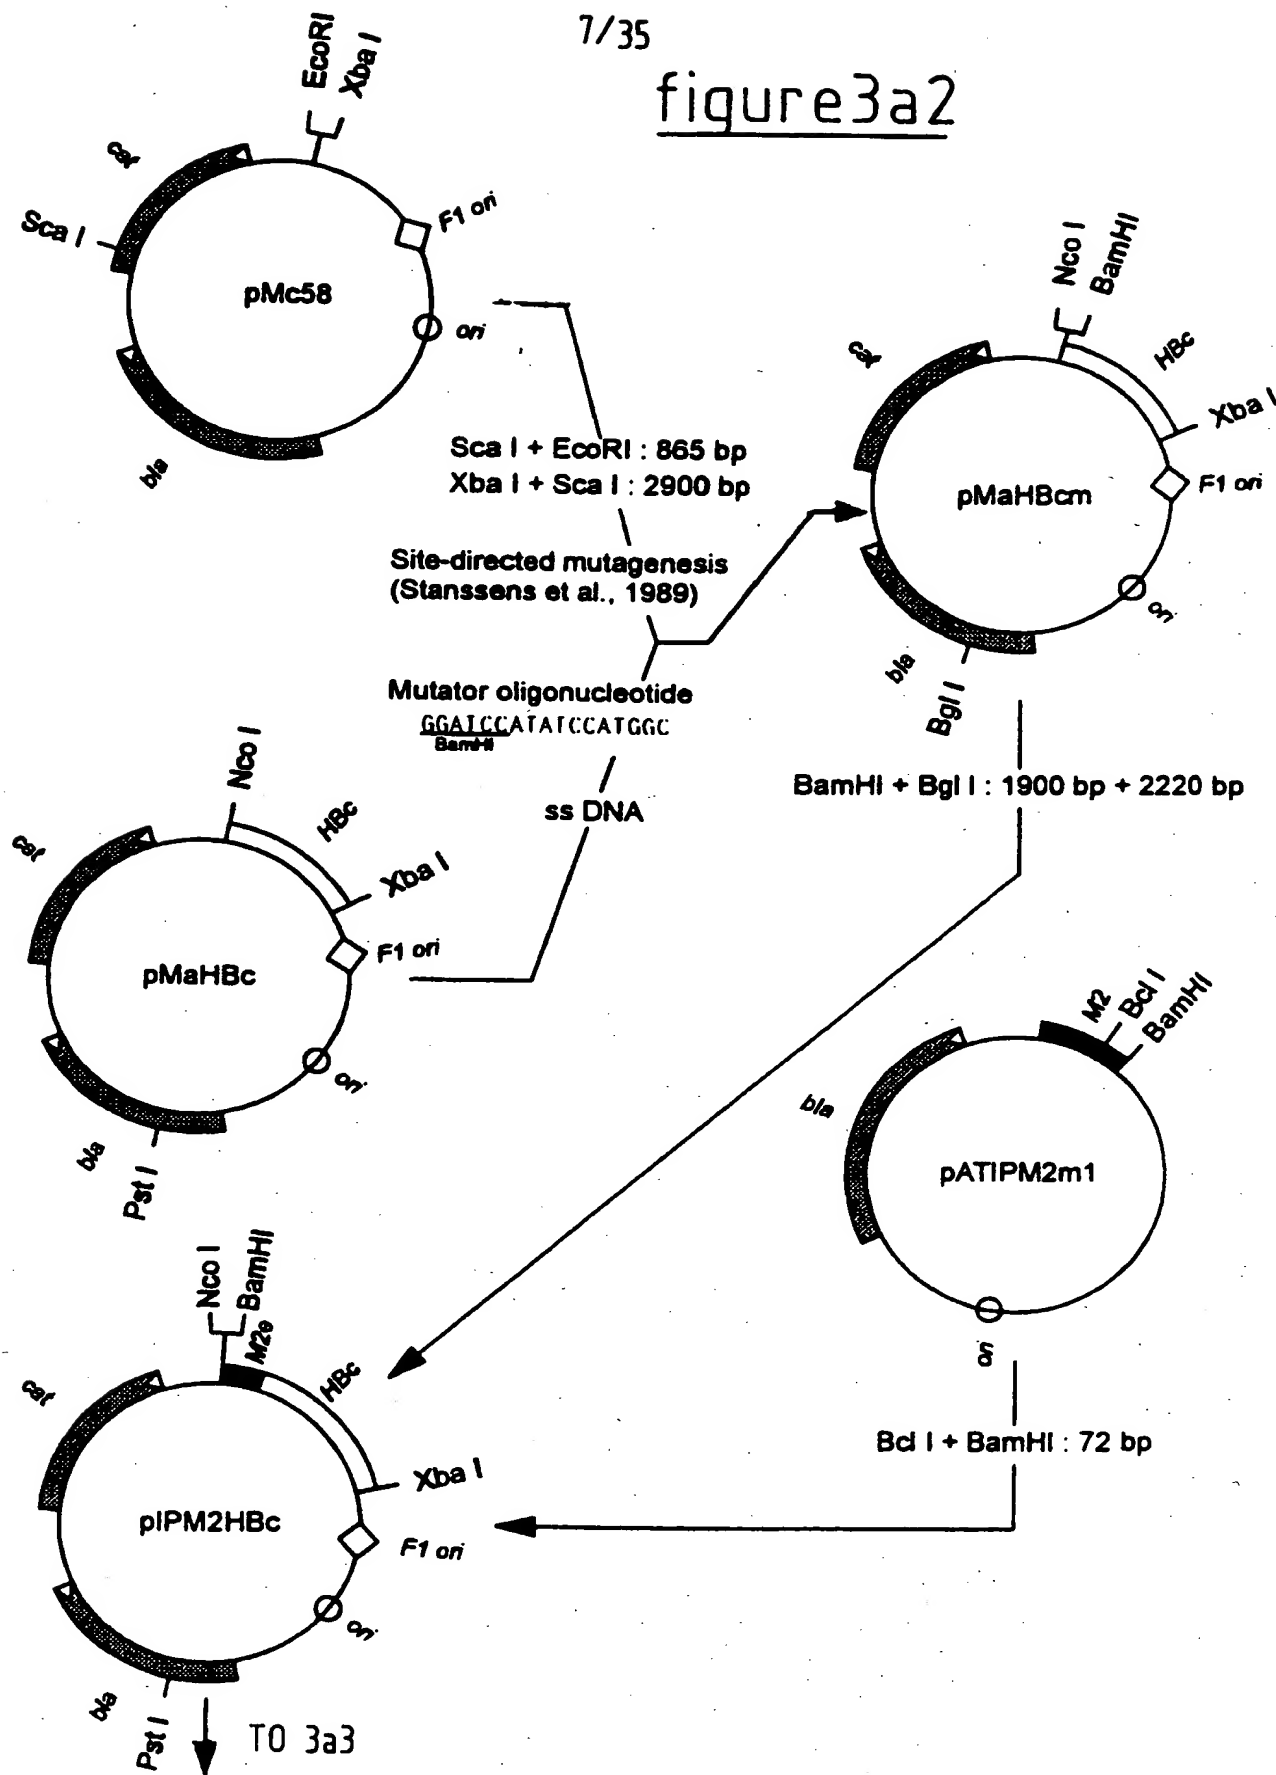 7/35
figure3a2
EcoRI
Xba I
cat
Sca I
F1 ori
pMc58
ori
bla
Sca I + EcoRI : 865 bp
Xba I + Sca I : 2900 bp
Site-directed mutagenesis
(Stanssens et al., 1989)
Mutator oligonucleotide
GGATCCATATCCATGGC
BamHI
ss DNA
Nco I
BamHI
cat
HBc
Xba I
F1 ori
pMaHBcm
ori
bla
Bgl I
BamHI + Bgl I : 1900 bp + 2220 bp
Nco I
cat
HBc
Xba I
F1 ori
pMaHBc
ori
bla
Pst I
M2
Bcl I
BamHI
bla
pATIPM2m1
ori
Bcl I + BamHI : 72 bp
Nco I
BamHI
M2e
cat
HBc
Xba I
pIPM2HBc
F1 ori
ori
bla
Pst I
TO 3a3